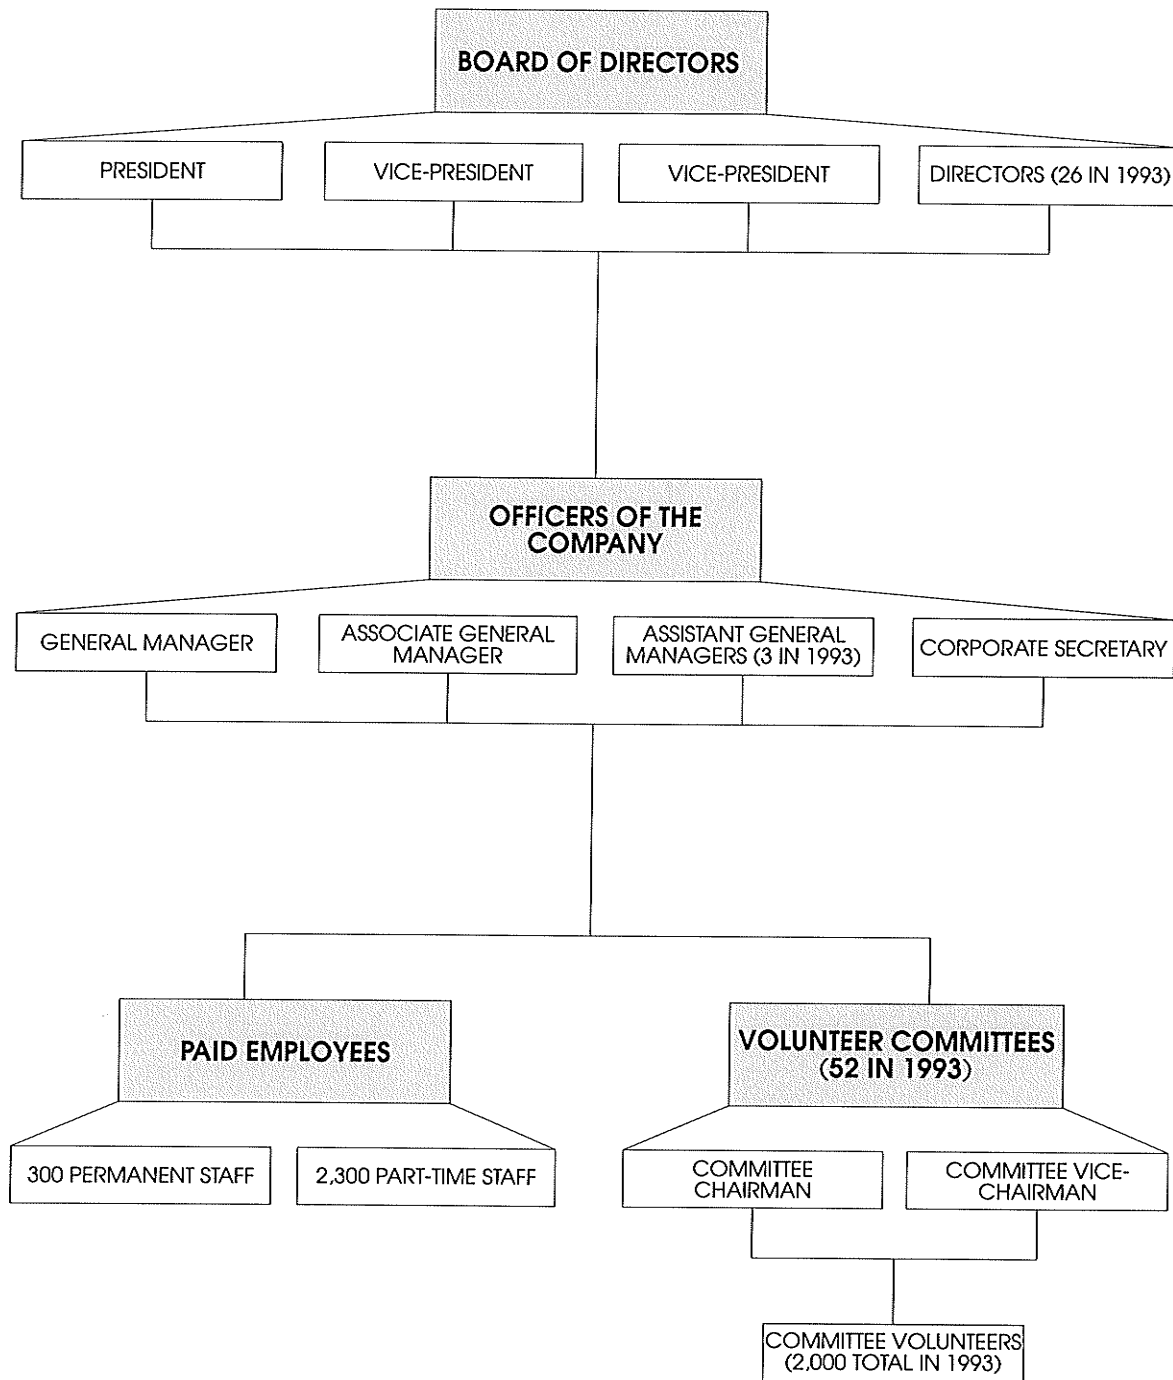 BOARD OF DIRECTORS
PRESIDENT
VICE-PRESIDENT
VICE-PRESIDENT
DIRECTORS (26 IN 1993)
OFFICERS OF THE
COMPANY
GENERAL MANAGER
ASSOCIATE GENERAL
MANAGER
ASSISTANT GENERAL
MANAGERS (3 IN 1993)
CORPORATE SECRETARY
PAID EMPLOYEES
VOLUNTEER COMMITTEES
(52 IN 1993)
300 PERMANENT STAFF
2,300 PART-TIME STAFF
COMMITTEE
CHAIRMAN
COMMITTEE VICE-
CHAIRMAN
COMMITTEE VOLUNTEERS
(2,000 TOTAL IN 1993)